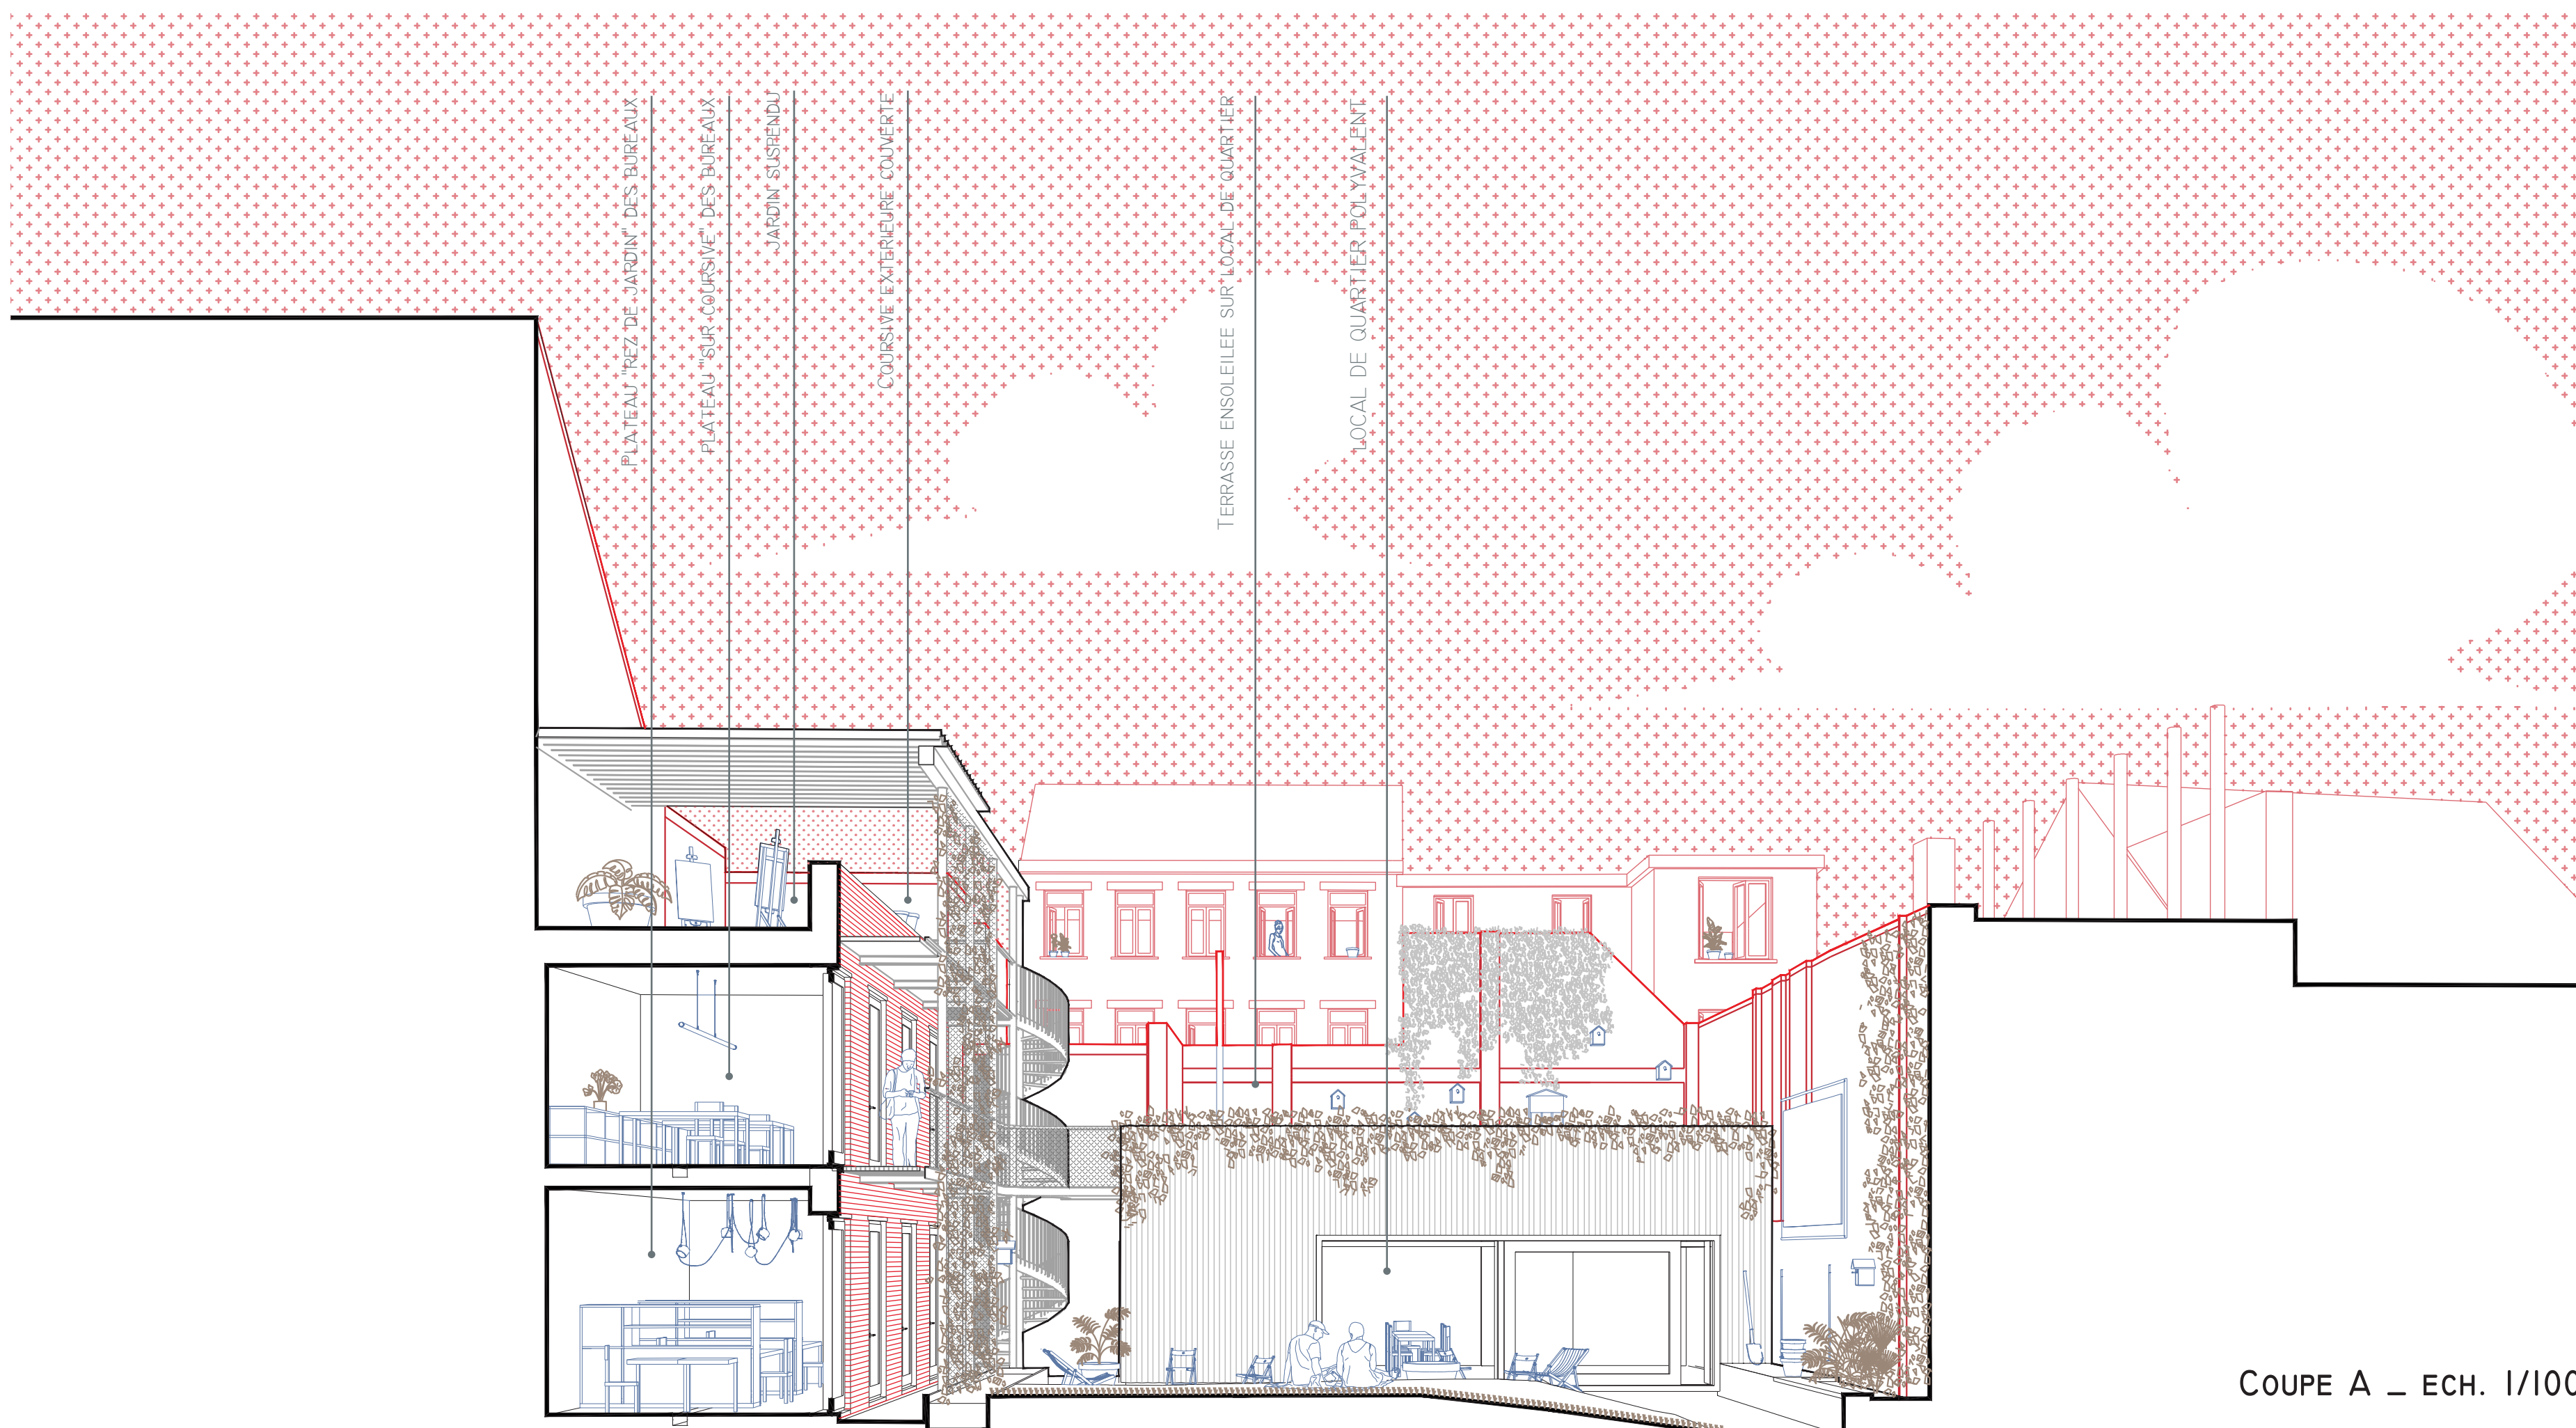 PLATEAU "REZ DE JARDIN" DES BUREAUX
PLATEAU "SUR COURSIVE" DES BUREAUX
JARDIN SUSPENDU
COURSIVE EXTERIEURE COUVERTE
TERRASSE ENSOLEILEE SUR LOCAL DE QUARTIER
LOCAL DE QUARTIER POLYVALENT
COUPE A _ ECH. 1/100